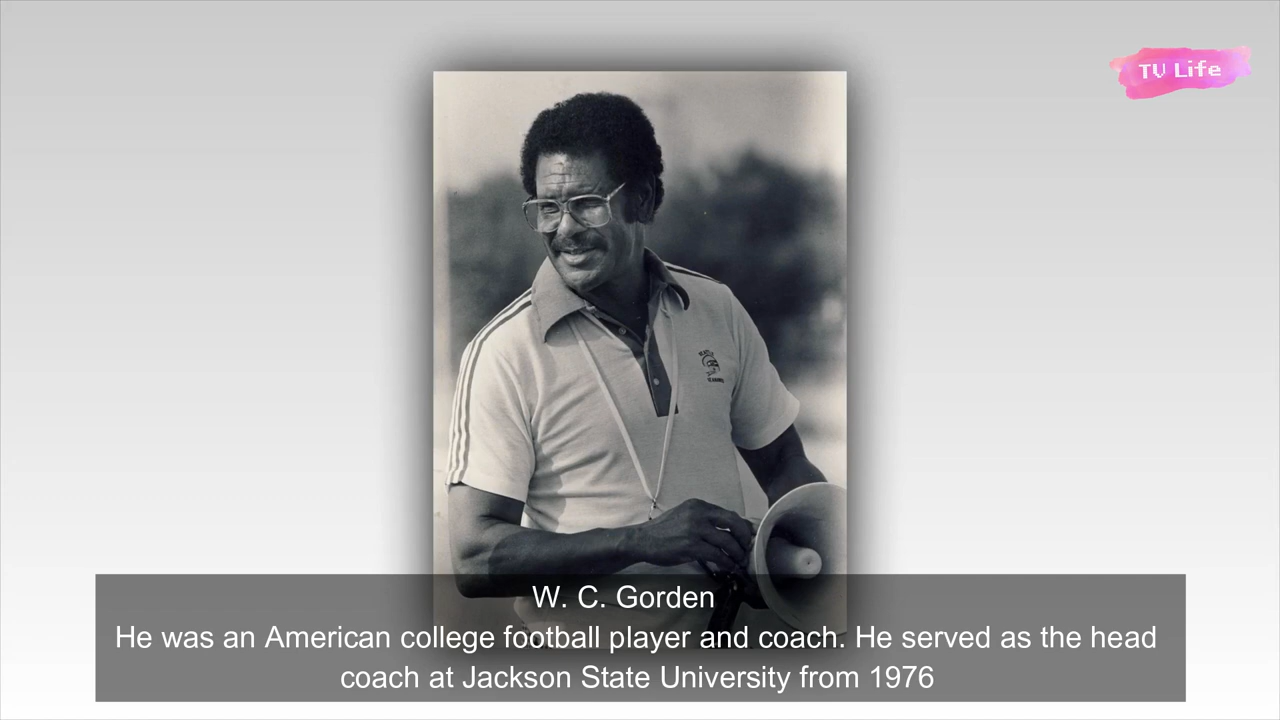 TV Life
W. C. Gorden
He was an American college football player and coach. He served as the head
coach at Jackson State University from 1976